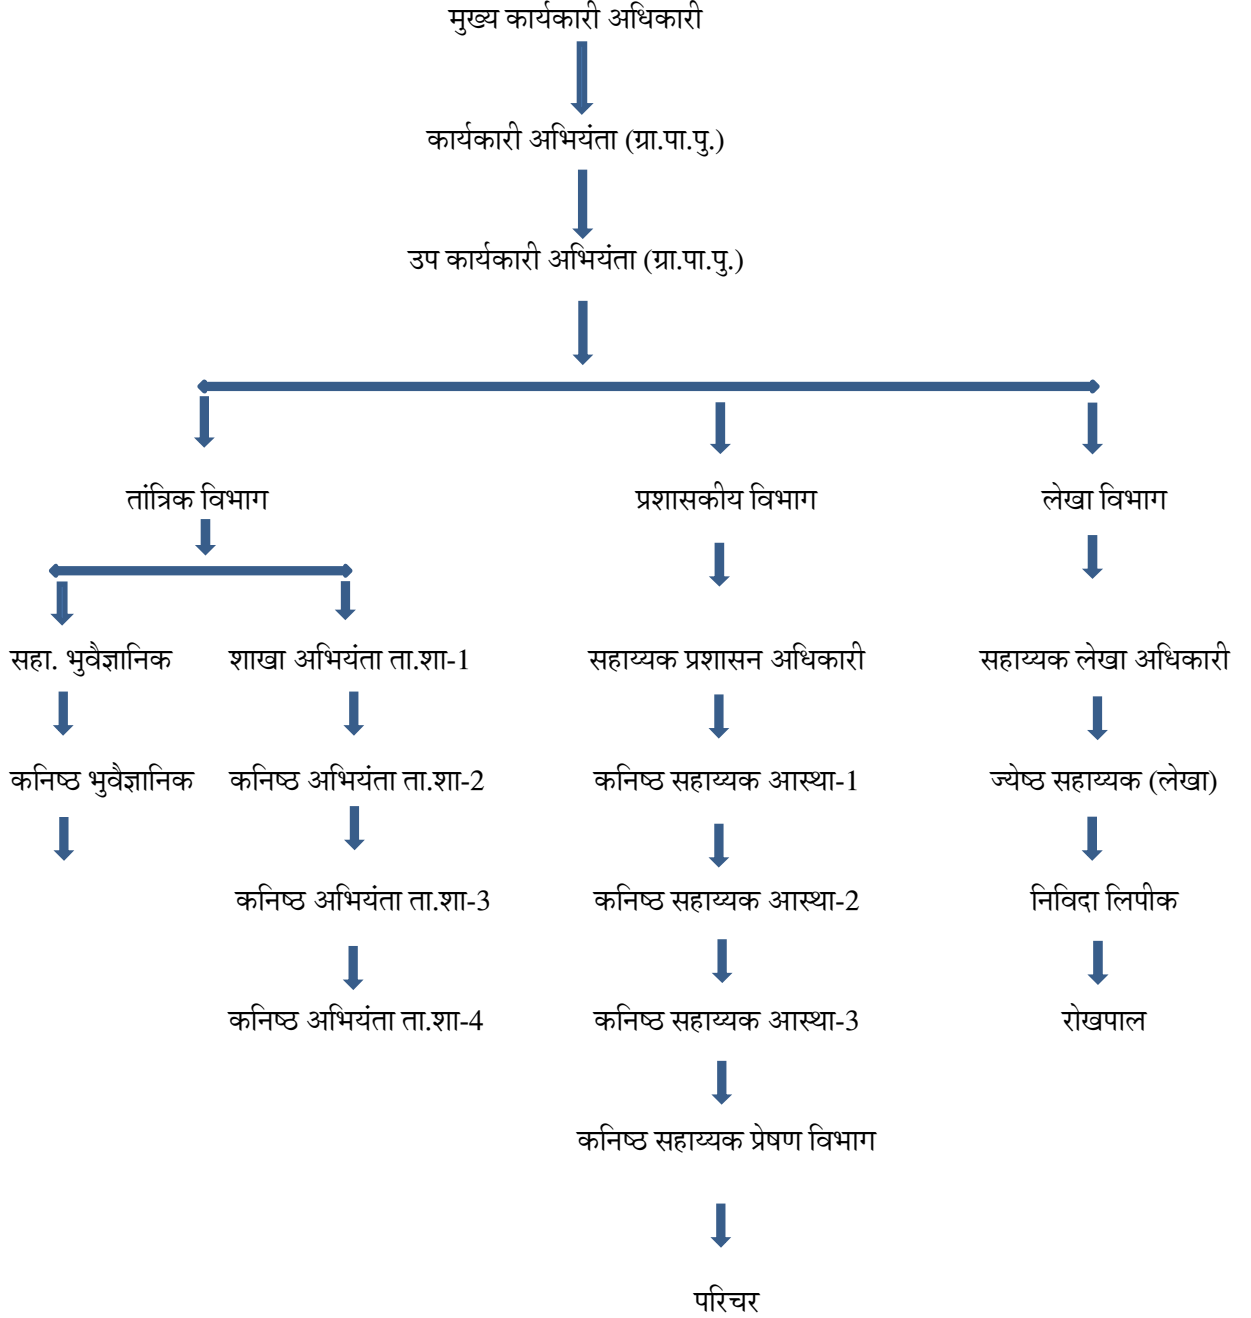 मुख्य कार्यकारी अधिकारी
कार्यकारी अभियंता (ग्रा.पा.पु.)
उप कार्यकारी अभियंता (ग्रा.पा.पु.)
तांत्रिक विभाग
प्रशासकीय विभाग
लेखा विभाग
सहा. भुवैज्ञानिक
शाखा अभियंता ता.शा-1
सहाय्यक प्रशासन अधिकारी
सहाय्यक लेखा अधिकारी
कनिष्ठ भुवैज्ञानिक
कनिष्ठ अभियंता ता.शा-2
कनिष्ठ सहाय्यक आस्था-1
ज्येष्ठ सहाय्यक (लेखा)
कनिष्ठ अभियंता ता.शा-3
कनिष्ठ सहाय्यक आस्था-2
निविदा लिपीक
कनिष्ठ अभियंता ता.शा-4
कनिष्ठ सहाय्यक आस्था-3
रोखपाल
कनिष्ठ सहाय्यक प्रेषण विभाग
परिचर